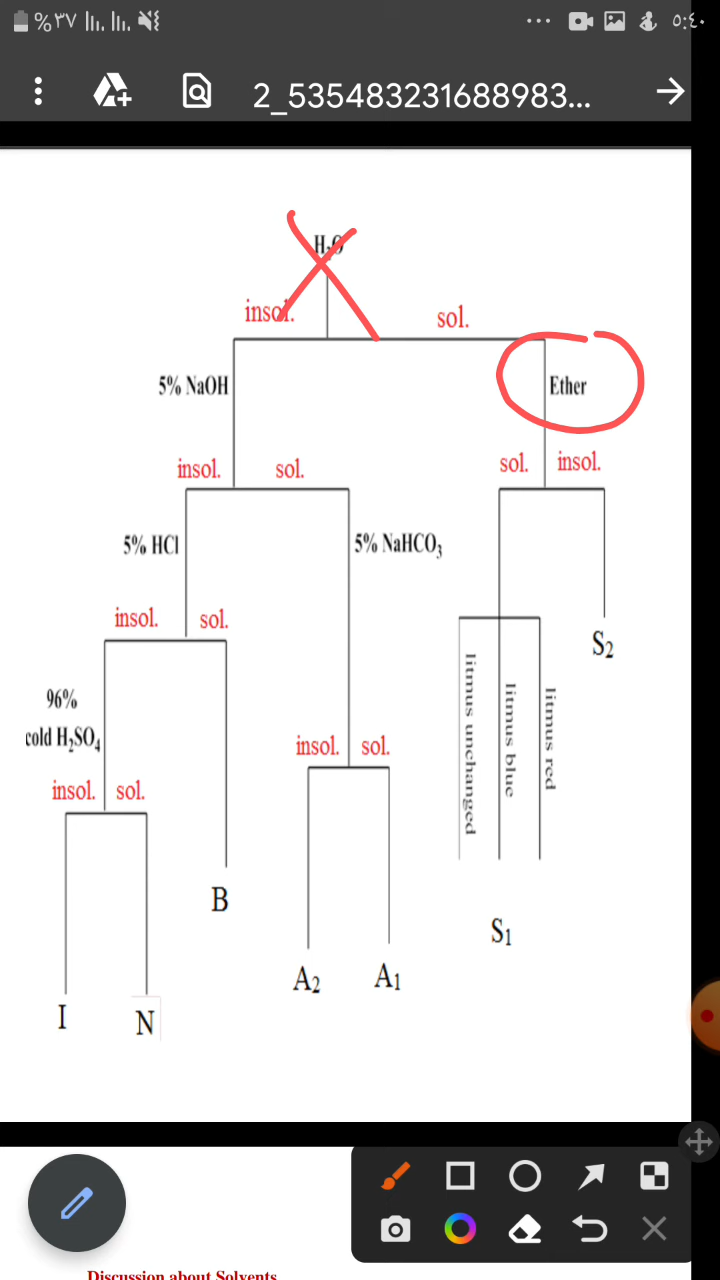 %٣٧ ٥:٤٠
2_535483231688983...
H₂O
insol. sol.
5% NaOH Ether
insol. sol. sol. insol.
5% HCl 5% NaHCO₃
insol. sol. S₂
96%
cold H₂SO₄
litmus unchanged
litmus blue
litmus red
insol. sol.
insol. sol.
B
S₁
A₂ A₁
I N
Discussion about Solvents